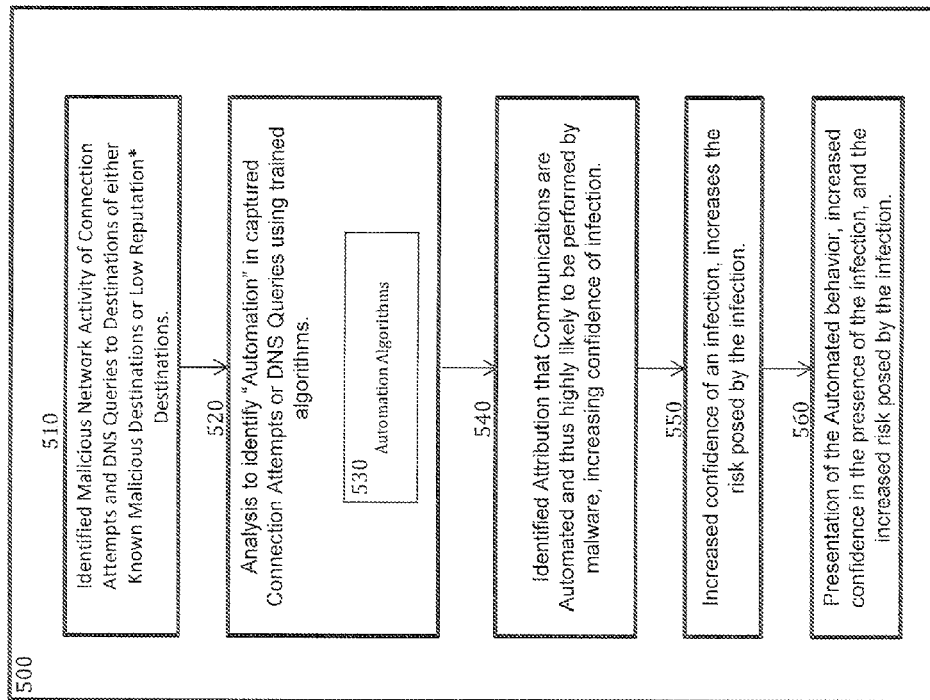 500
510
Identified Malicious Network Activity of Connection
Attempts and DNS Queries to Destinations of either
Known Malicious Destinations or Low Reputation*
Destinations.
520
Analysis to identify "Automation" in captured
Connection Attempts or DNS Queries using trained
algorithms.
530
Automation Algorithms
540
Identified Attribution that Communications are
Automated and thus highly likely to be performed by
malware, increasing confidence of infection.
550
Increased confidence of an infection, increases the
risk posed by the infection.
560
Presentation of the Automated behavior, increased
confidence in the presence of the infection, and the
increased risk posed by the infection.